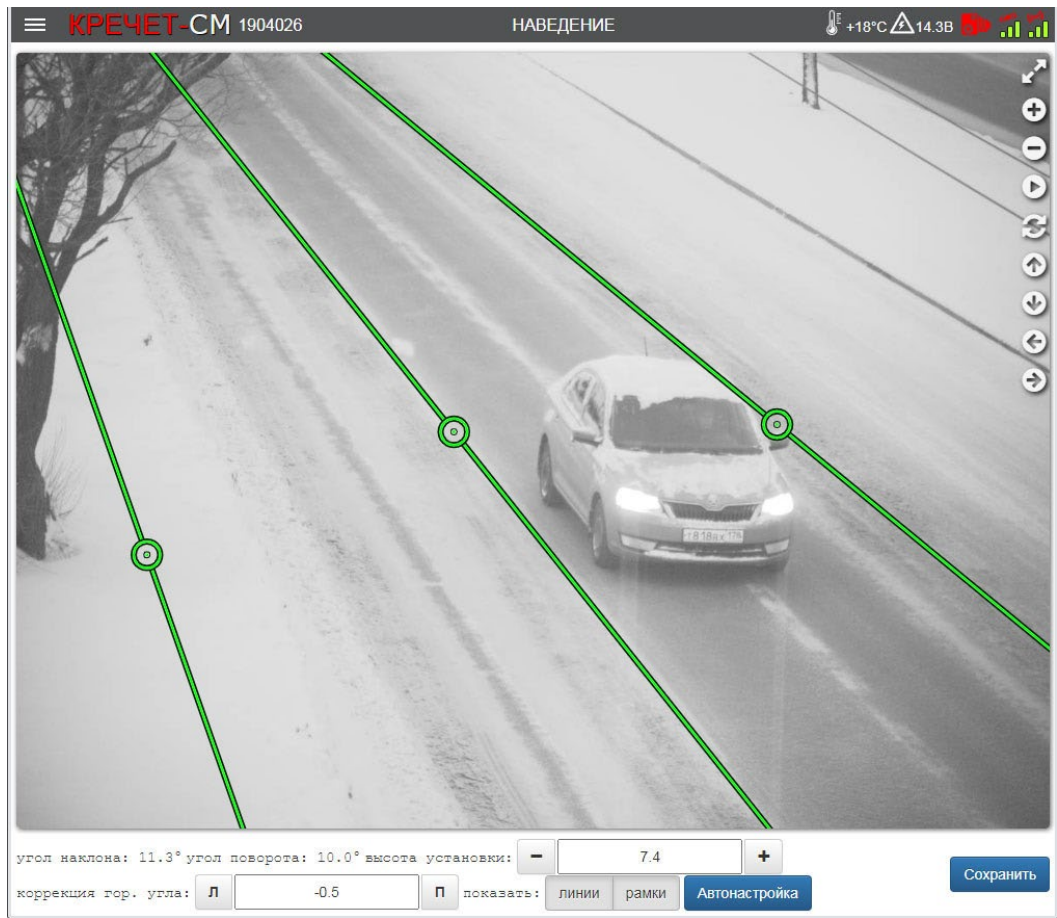 КРЕЧЕТ-СМ 1904026 НАВЕДЕНИЕ +18°C 14.3В
угол наклона: 11.3° угол поворота: 10.0° высота установки: − 7.4 +
коррекция гор. угла: Л -0.5 П показать: линии рамки Автонастройка
Сохранить